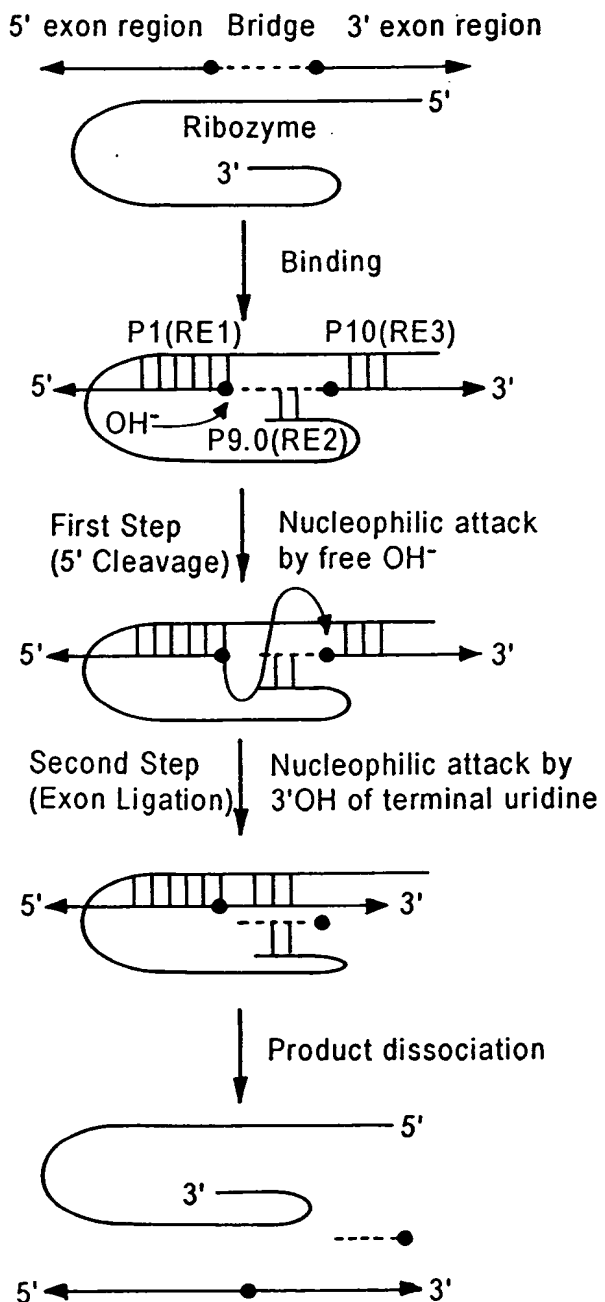 5' exon region Bridge 3' exon region
5'
Ribozyme
3'
Binding
P1(RE1) P10(RE3)
5' 3'
OH⁻
P9.0(RE2)
First Step Nucleophilic attack
(5' Cleavage) by free OH⁻
5' 3'
Second Step Nucleophilic attack by
(Exon Ligation) 3'OH of terminal uridine
5' 3'
Product dissociation
5'
3'
5' 3'